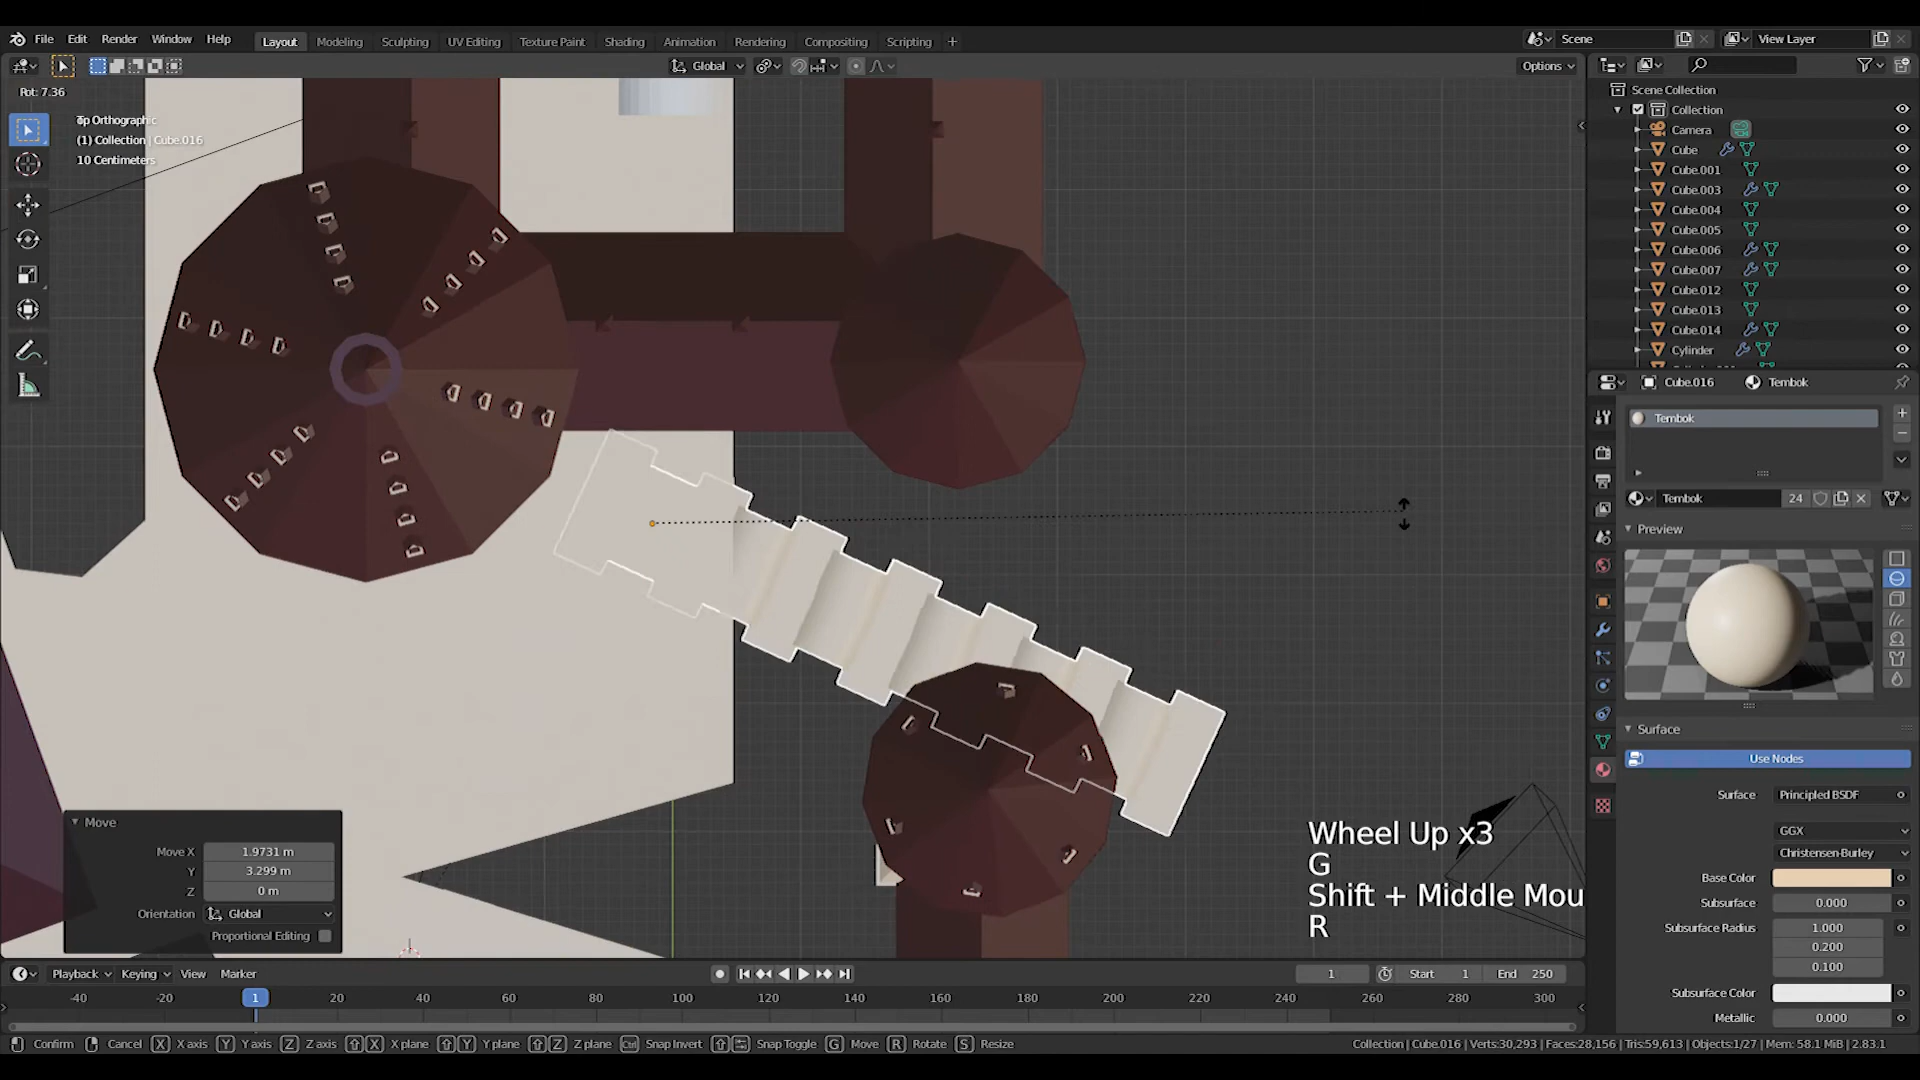 File Edit Render Window Help Layout Modeling Sculpting UV Editing Texture Paint Shading Animation Rendering Compositing Scripting + Scene View Layer
Global Options
Rot: 7.36
Top Orthographic
(1) Collection | Cube.016
10 Centimeters
Scene Collection
Collection
Camera
Cube
Cube.001
Cube.003
Cube.004
Cube.005
Cube.006
Cube.007
Cube.012
Cube.013
Cube.014
Cylinder
Cube.016 Tembok
Tembok
Tembok 24
Preview
Surface
Use Nodes
Surface Principled BSDF
GGX
Christensen-Burley
Base Color
Subsurface 0.000
Subsurface Radius 1.000
0.200
0.100
Subsurface Color
Metallic 0.000
Move
Move X 1.9731 m
Y 3.299 m
Z 0 m
Orientation Global
Proportional Editing
Wheel Up x3
G
Shift + Middle Mou
R
Playback Keying View Marker 1 Start 1 End 250
-40 -20 1 20 40 60 80 100 120 140 160 180 200 220 240 260 280 300
Confirm Cancel X X axis Y Y axis Z Z axis X X plane Y Y plane Z Z plane Ctrl Snap Invert Snap Toggle G Move R Rotate S Resize Collection | Cube.016 | Verts:30,293 | Faces:28,156 | Tris:59,613 | Objects:1/27 | Mem: 58.1 MiB | 2.83.1